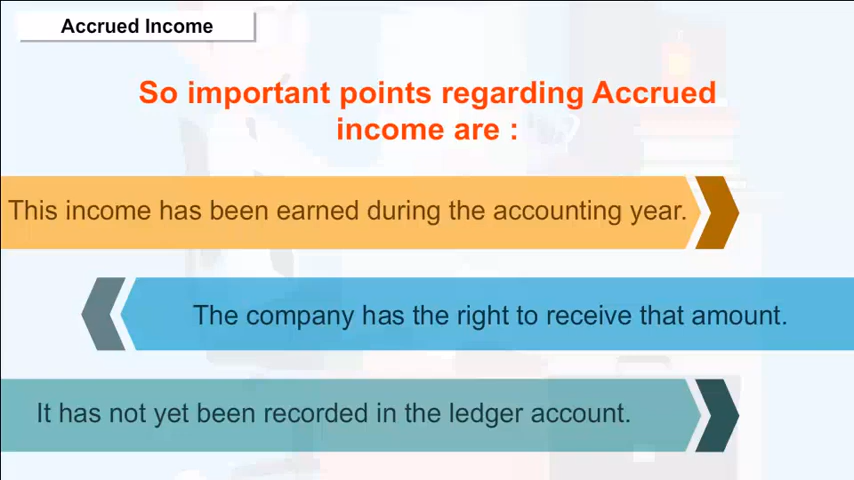 Accrued Income
So important points regarding Accrued
income are :
This income has been earned during the accounting year.
The company has the right to receive that amount.
It has not yet been recorded in the ledger account.